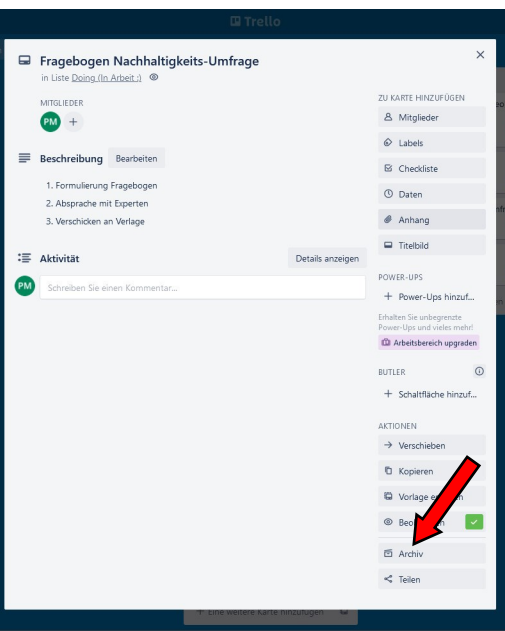 Trello
Fragebogen Nachhaltigkeits-Umfrage
in Liste Doing (In Arbeit :)
MITGLIEDER
PM
Beschreibung Bearbeiten
1. Formulierung Fragebogen
2. Absprache mit Experten
3. Verschicken an Verlage
Aktivität Details anzeigen
PM Schreiben Sie einen Kommentar...
ZU KARTE HINZUFÜGEN
Mitglieder
Labels
Checkliste
Daten
Anhang
Titelbild
POWER-UPS
+ Power-Ups hinzuf...
Erhalten Sie unbegrenzte
Power-Ups und vieles mehr!
Arbeitsbereich upgraden
BUTLER
+ Schaltfläche hinzuf...
AKTIONEN
Verschieben
Kopieren
Vorlage
Archiv
Teilen
+ Eine weitere Karte hinzufügen